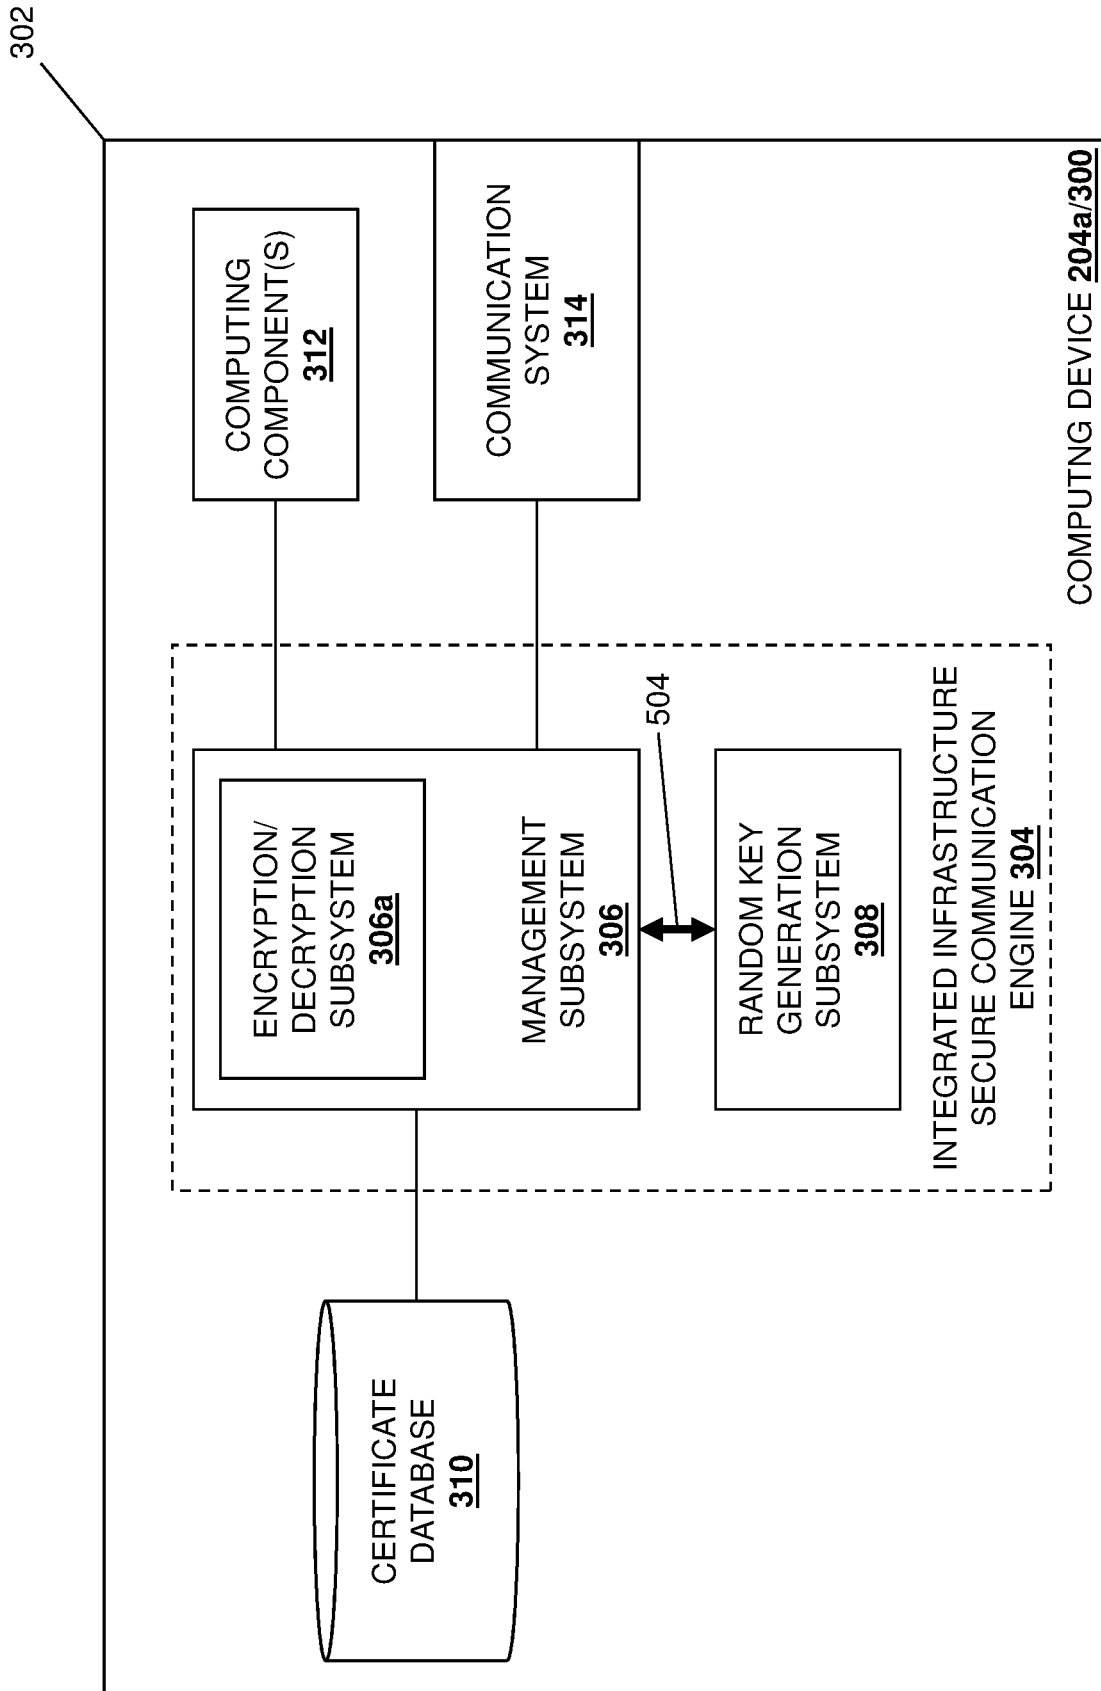 302
COMPUTING
COMPONENT(S)
312
COMMUNICATION
SYSTEM
314
ENCRYPTION/
DECRYPTION
SUBSYSTEM
306a
MANAGEMENT
SUBSYSTEM
306
504
RANDOM KEY
GENERATION
SUBSYSTEM
308
INTEGRATED INFRASTRUCTURE
SECURE COMMUNICATION
ENGINE 304
CERTIFICATE
DATABASE
310
COMPUTNG DEVICE 204a/300